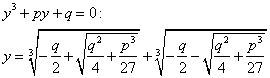 y³ + py + q = 0:
y = ∛(-q/2 + √(q²/4 + p³/27)) + ∛(-q/2 - √(q²/4 + p³/27))